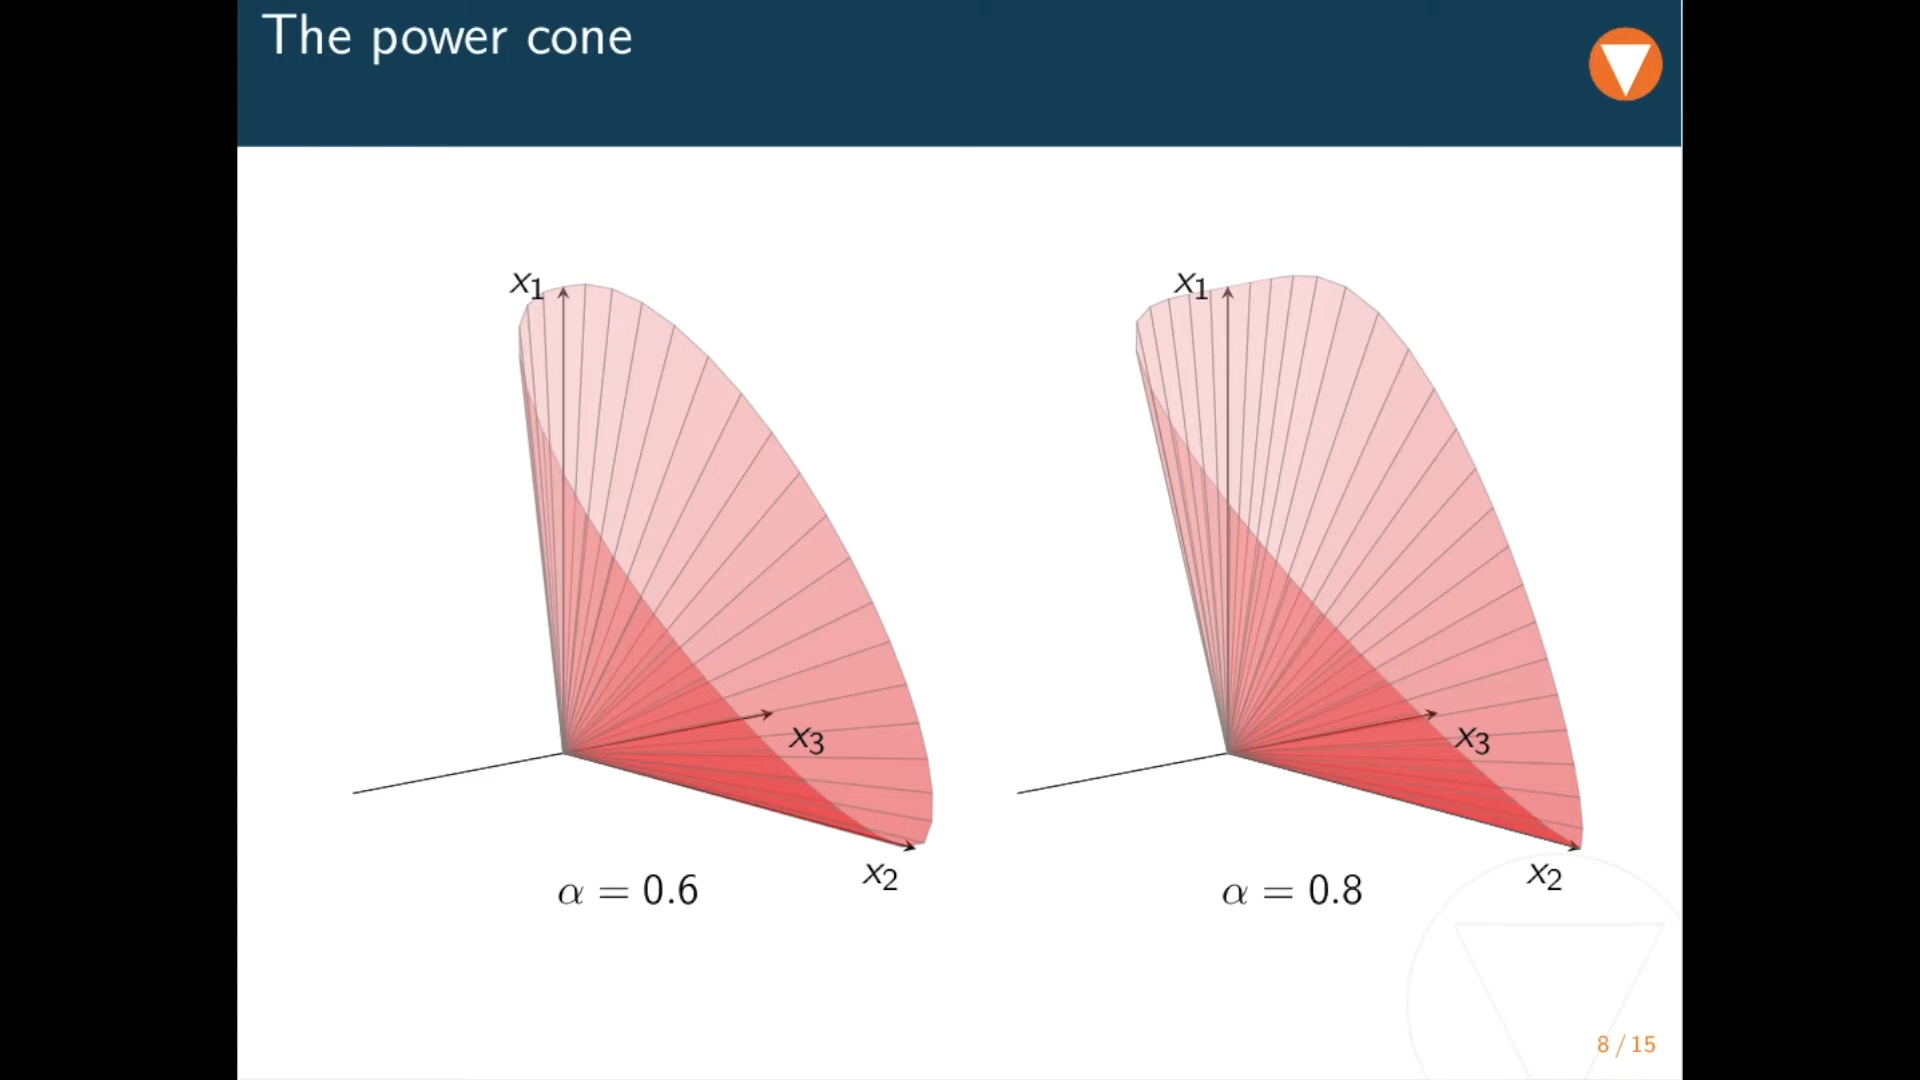 The power cone
x1
x3
x2
α = 0.6
x1
x3
x2
α = 0.8
8 / 15